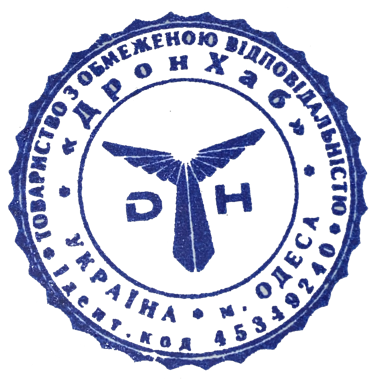 ТОВАРИСТВО З ОБМЕЖЕНОЮ ВІДПОВІДАЛЬНІСТЮ
«ДронХаб»
D H
УКРАЇНА * м. ОДЕСА
* Ідент. код 45349240 *